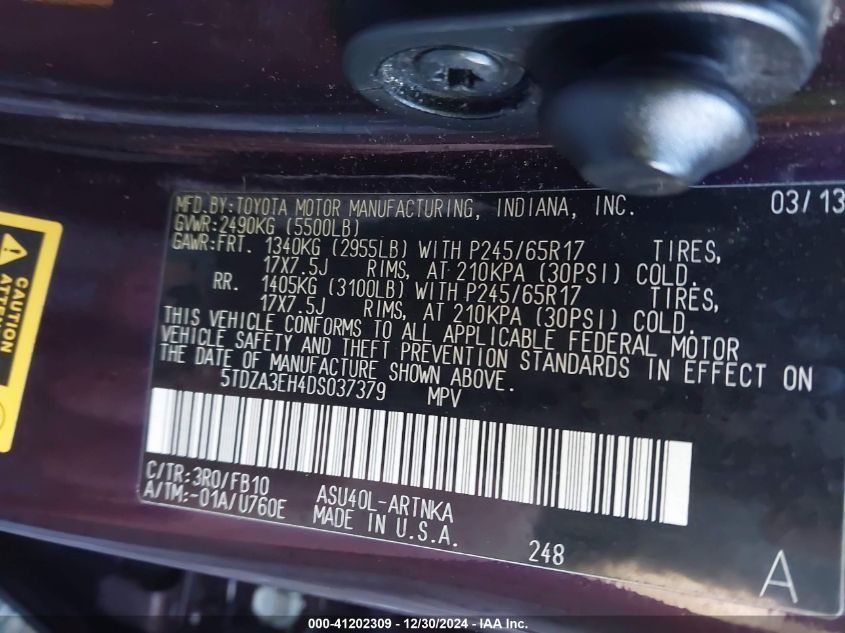 MFD.BY:TOYOTA MOTOR MANUFACTURING, INDIANA, INC. 03/13
GVWR:2490KG (5500LB)
GAWR:FRT. 1340KG (2955LB) WITH P245/65R17 TIRES,
17X7.5J RIMS, AT 210KPA (30PSI) COLD.
RR. 1405KG (3100LB) WITH P245/65R17 TIRES,
17X7.5J RIMS, AT 210KPA (30PSI) COLD.
THIS VEHICLE CONFORMS TO ALL APPLICABLE FEDERAL MOTOR
VEHICLE SAFETY AND THEFT PREVENTION STANDARDS IN EFFECT ON
THE DATE OF MANUFACTURE SHOWN ABOVE.
5TDZA3EH4DS037379 MPV
C/TR:3R0/FB10 ASU40L-ARTNKA
A/TM:-01A/U760E MADE IN U.S.A.
248
A
CAUTION
000-41202309 - 12/30/2024 - IAA Inc.